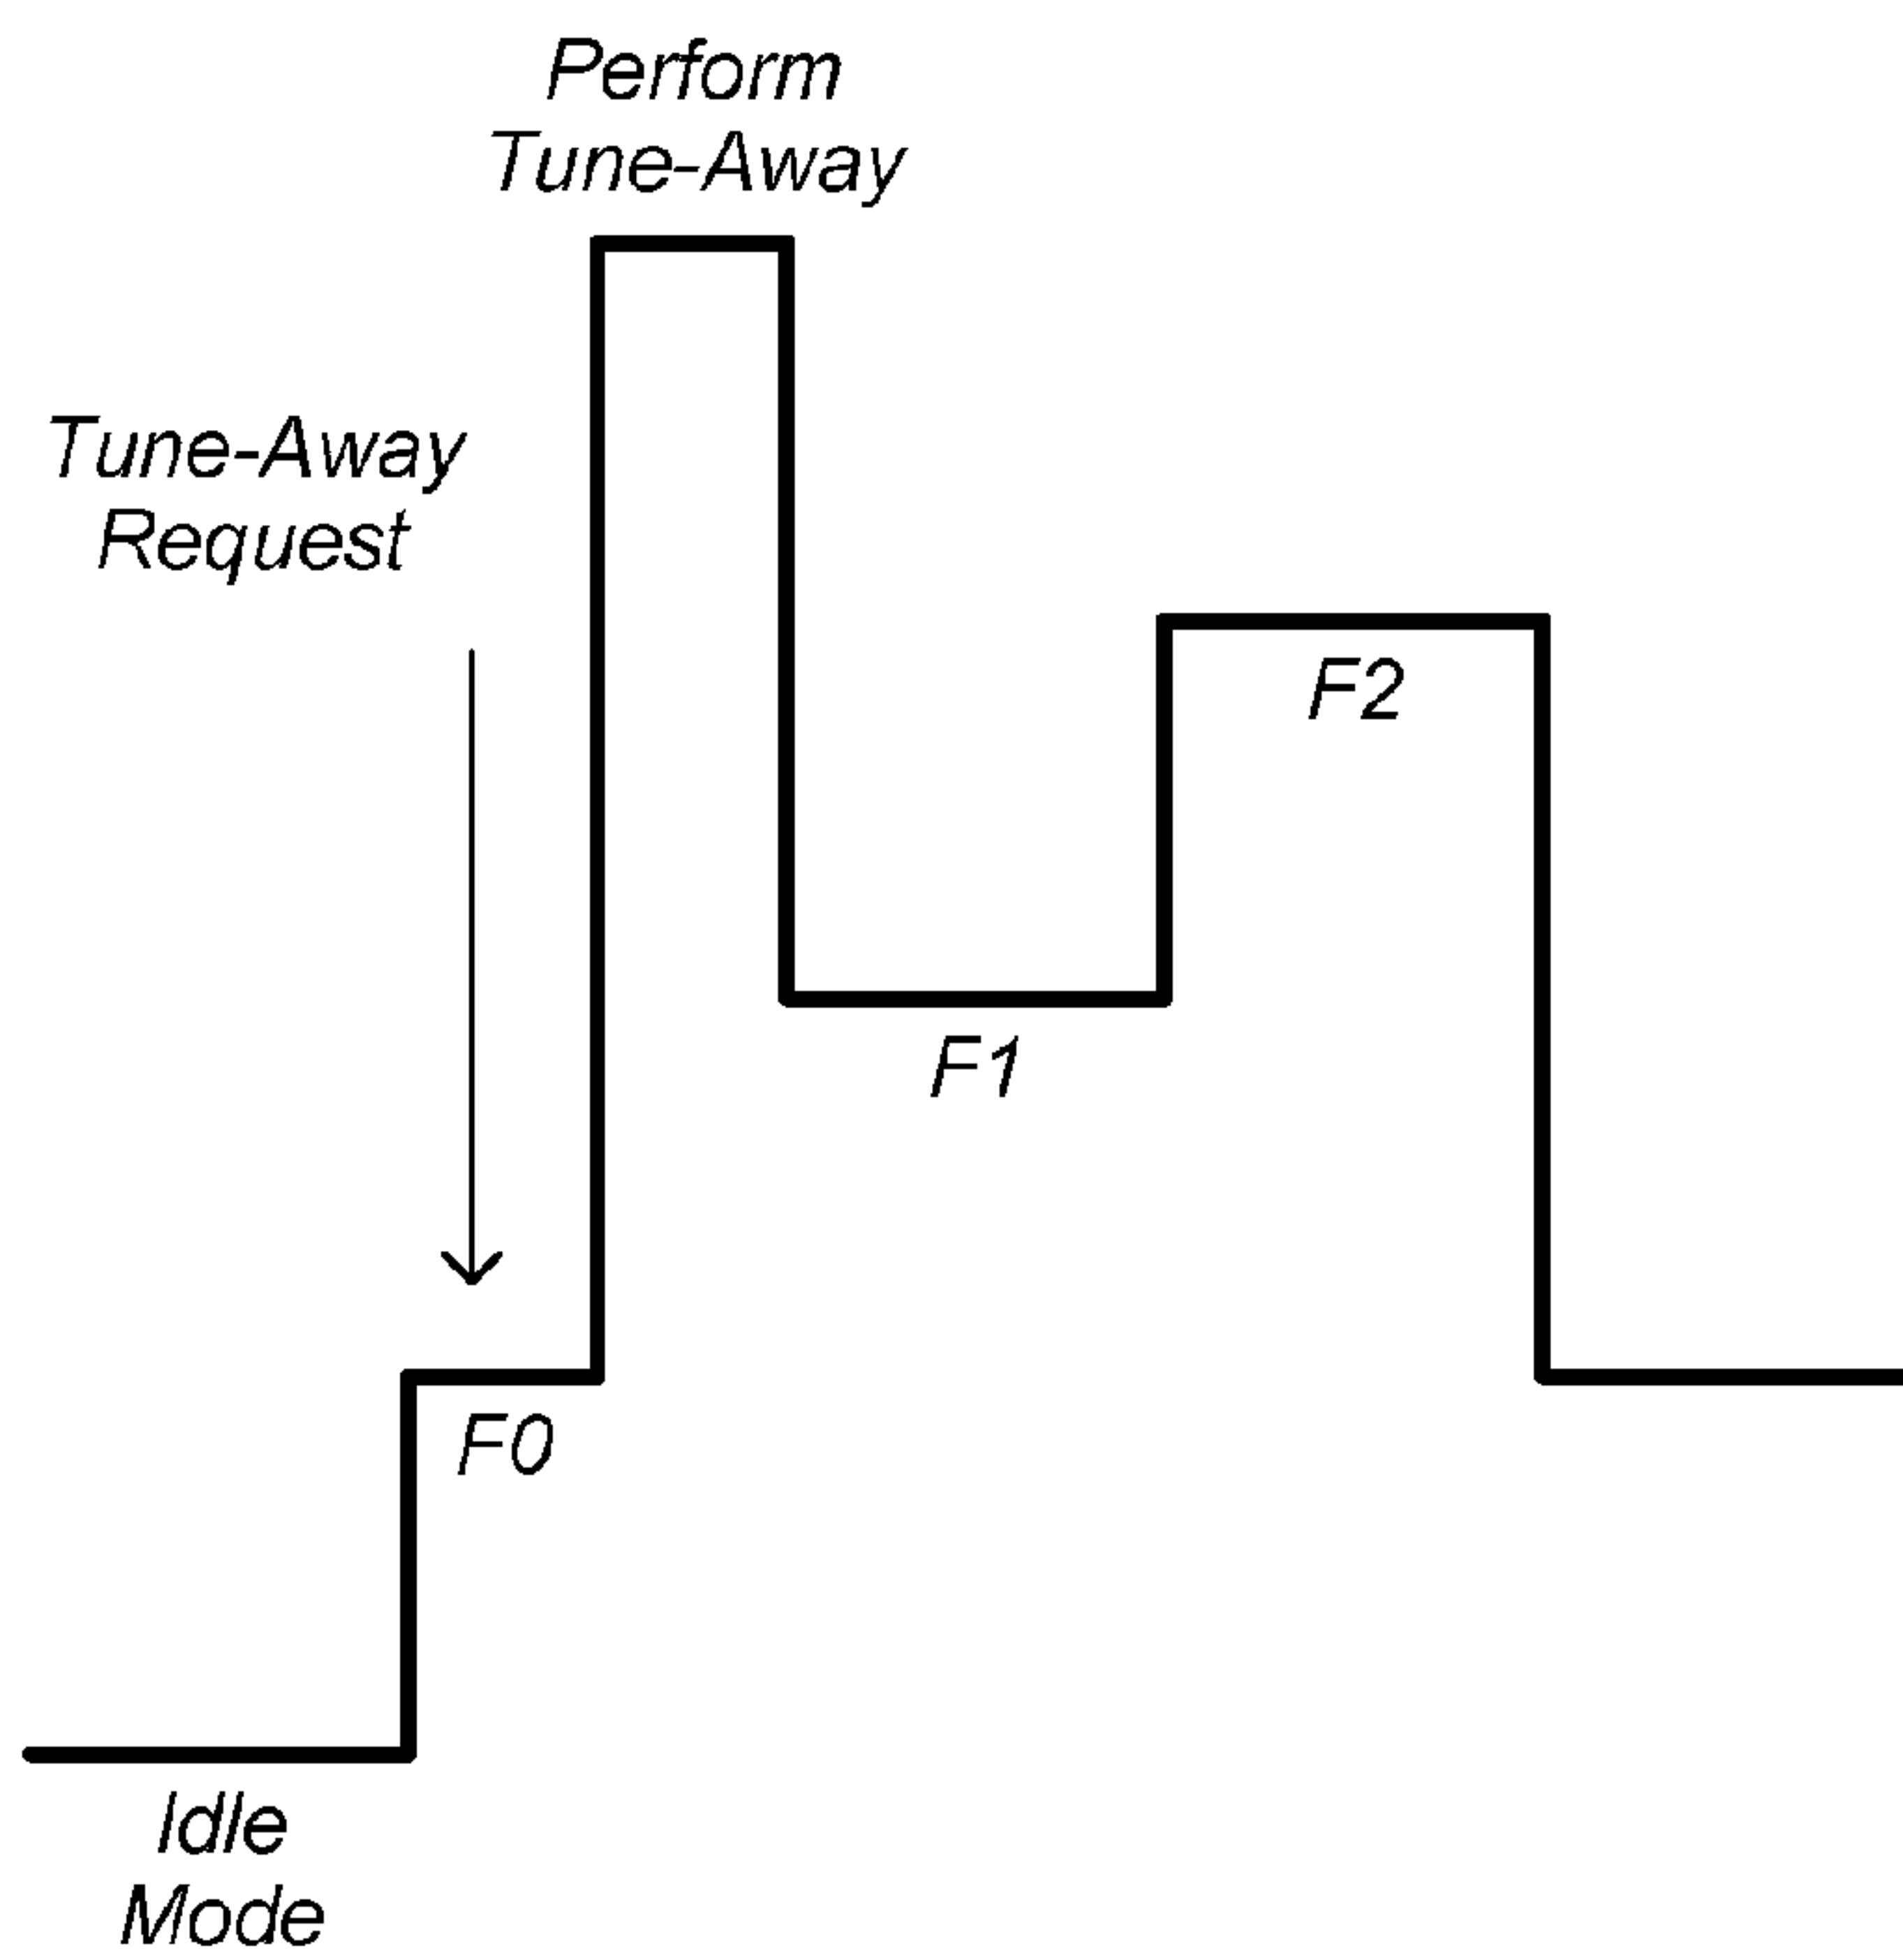 Perform
Tune-Away
Tune-Away
Request
F2
F1
F0
Idle
Mode